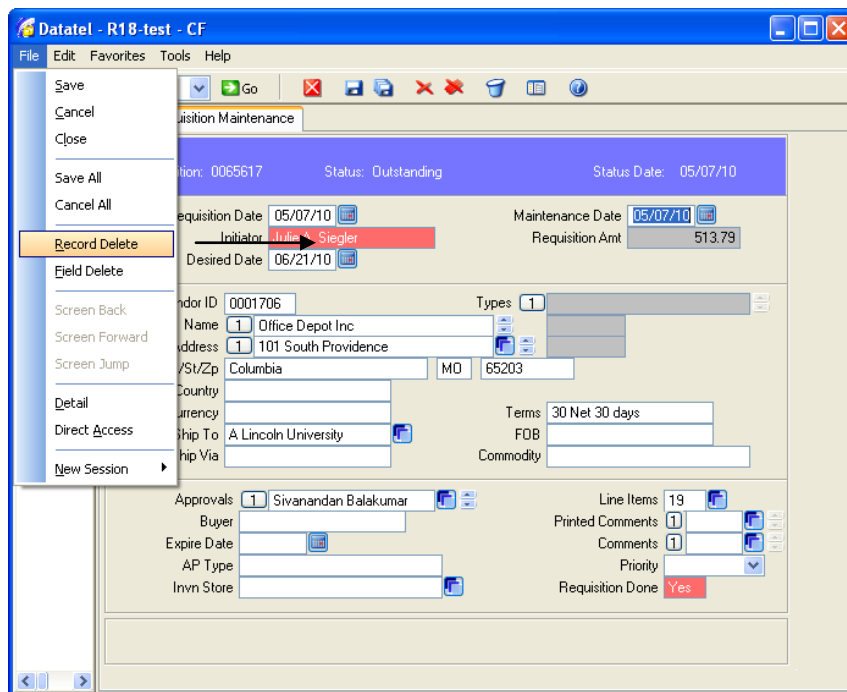 Datatel - R18-test - CF
File Edit Favorites Tools Help
Save
Cancel
Close
Save All
Cancel All
Record Delete
Field Delete
Screen Back
Screen Forward
Screen Jump
Detail
Direct Access
New Session
Go
uisition Maintenance
ition: 0065617 Status: Outstanding Status Date: 05/07/10
equisition Date 05/07/10 Maintenance Date 05/07/10
Initiator Julie A. Siegler Requisition Amt 513.79
Desired Date 06/21/10
ndor ID 0001706 Types 1
Name 1 Office Depot Inc
ddress 1 101 South Providence
/St/Zp Columbia MO 65203
Country
urrency Terms 30 Net 30 days
hip To A Lincoln University FOB
hip Via Commodity
Approvals 1 Sivanandan Balakumar Line Items 19
Buyer Printed Comments 1
Expire Date Comments 1
AP Type Priority
Invn Store Requisition Done Yes